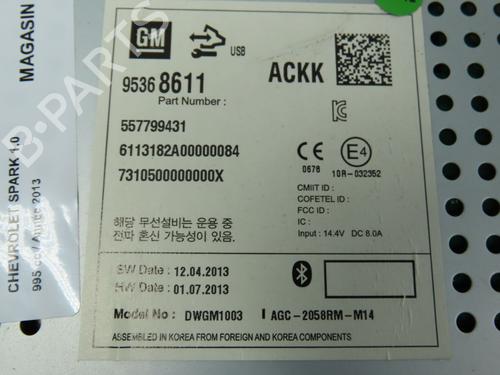 GM
USB
9536 8611
ACKK
Part Number :
557799431
6113182A00000084
7310500000000X
CE
0678
E4
10R-032352
CMIIT ID :
COFETEL ID :
FCC ID :
IC :
Input : 14.4V DC 8.0A
해당 무선설비는 운용 중
전파 혼신 가능성이 있음
SW Date : 12.04.2013
HW Date : 01.07.2013
Model No : DWGM1003
AGC-2058RM-M14
ASSEMBLED IN KOREA FROM FOREIGN AND KOREA COMPONENTS
MAGASIN
CHEVROLET SPARK 1.0
2013
B-PARTS